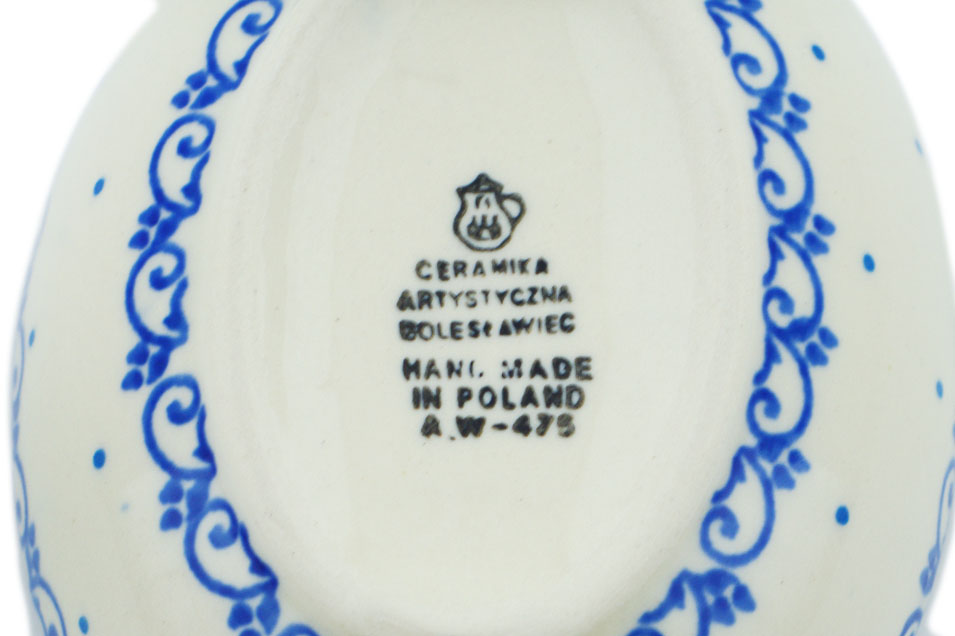 CERAMIKA
ARTYSTYCZNA
BOLESŁAWIEC
HAND MADE
IN POLAND
A.W-475